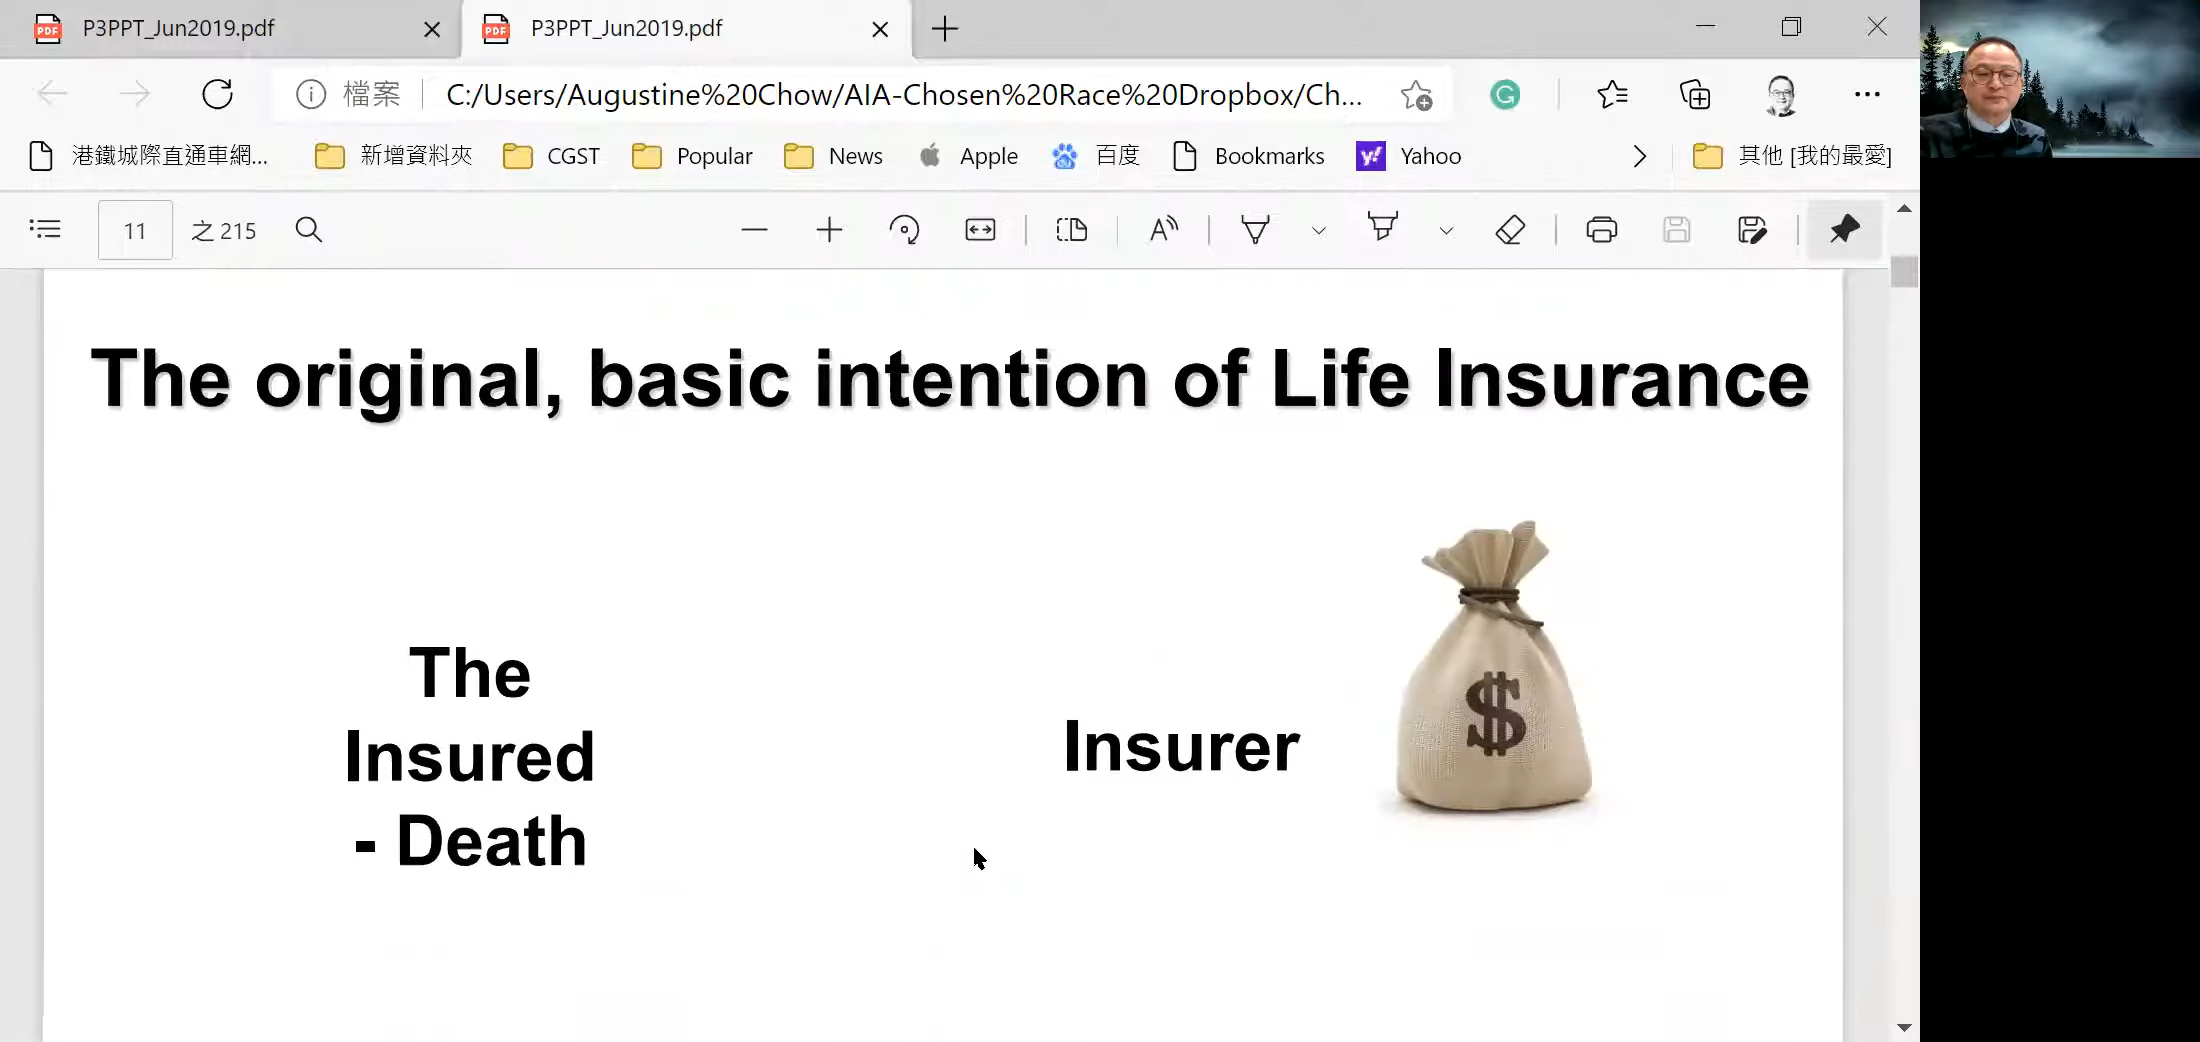 P3PPT_Jun2019.pdf
P3PPT_Jun2019.pdf
檔案
C:/Users/Augustine%20Chow/AIA-Chosen%20Race%20Dropbox/Ch...
港鐵城際直通車網... 新增資料夾 CGST Popular News Apple 百度 Bookmarks Yahoo 其他 [我的最愛]
11 之 215
The original, basic intention of Life Insurance
The
Insured
- Death
Insurer
$